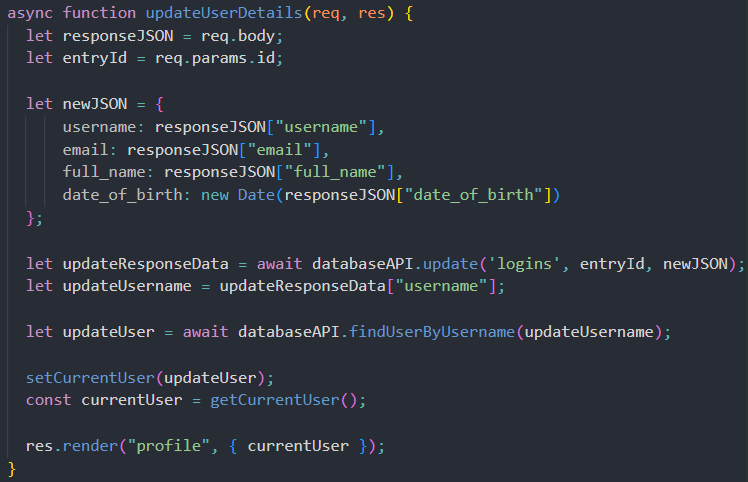 async function updateUserDetails(req, res) {
let responseJSON = req.body;
let entryId = req.params.id;
let newJSON = {
username: responseJSON["username"],
email: responseJSON["email"],
full_name: responseJSON["full_name"],
date_of_birth: new Date(responseJSON["date_of_birth"])
};
let updateResponseData = await databaseAPI.update('logins', entryId, newJSON);
let updateUsername = updateResponseData["username"];
let updateUser = await databaseAPI.findUserByUsername(updateUsername);
setCurrentUser(updateUser);
const currentUser = getCurrentUser();
res.render("profile", { currentUser });
}